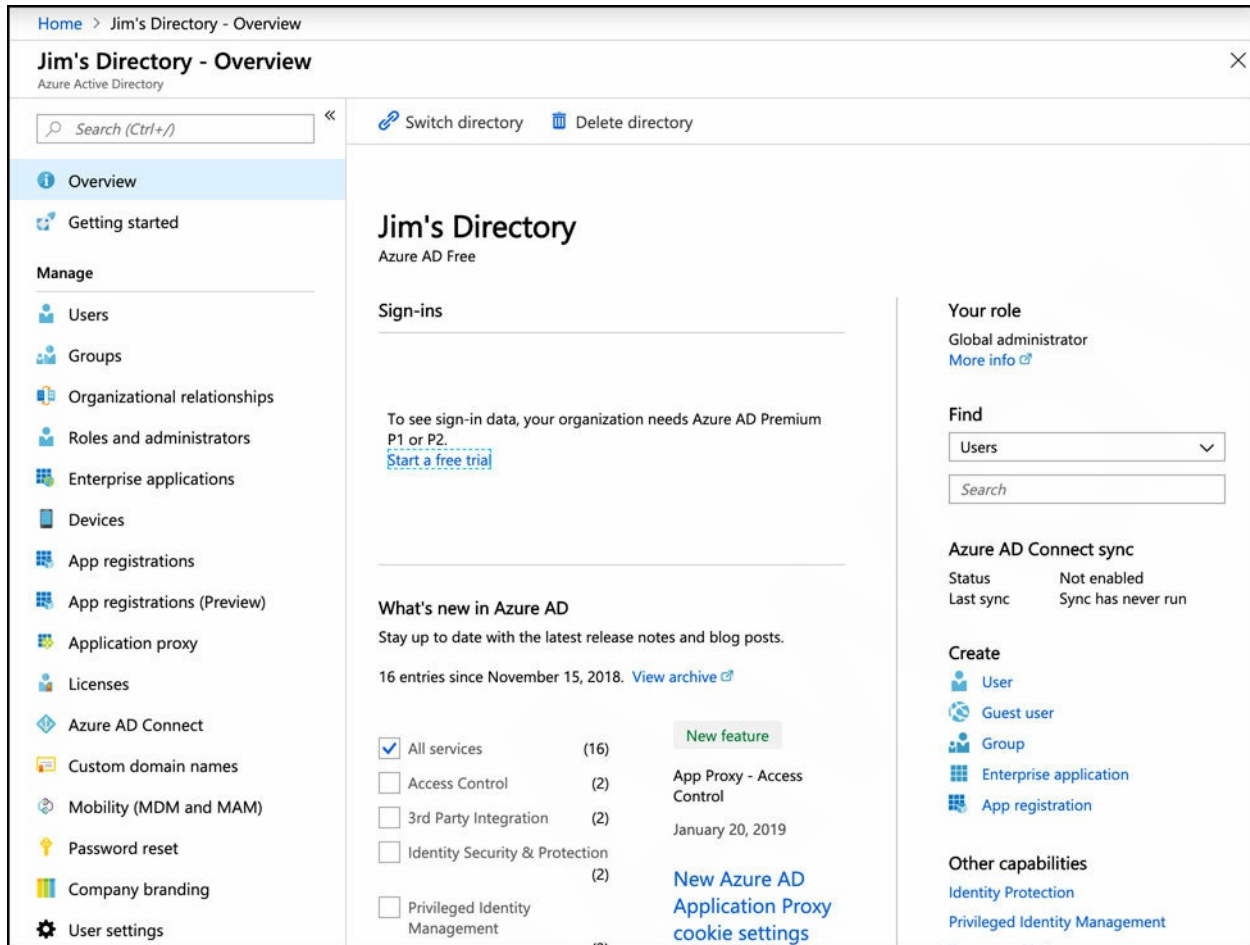 Home > Jim's Directory - Overview
Jim's Directory - Overview
Azure Active Directory
Search (Ctrl+/)
«
Overview
Getting started
Manage
Users
Groups
Organizational relationships
Roles and administrators
Enterprise applications
Devices
App registrations
App registrations (Preview)
Application proxy
Licenses
Azure AD Connect
Custom domain names
Mobility (MDM and MAM)
Password reset
Company branding
User settings
Switch directory Delete directory
Jim's Directory
Azure AD Free
Sign-ins
To see sign-in data, your organization needs Azure AD Premium
P1 or P2.
Start a free trial
What's new in Azure AD
Stay up to date with the latest release notes and blog posts.
16 entries since November 15, 2018. View archive
All services (16)
Access Control (2)
3rd Party Integration (2)
Identity Security & Protection
(2)
Privileged Identity
Management
New feature
App Proxy - Access
Control
January 20, 2019
New Azure AD
Application Proxy
cookie settings
Your role
Global administrator
More info
Find
Users
Search
Azure AD Connect sync
Status Not enabled
Last sync Sync has never run
Create
User
Guest user
Group
Enterprise application
App registration
Other capabilities
Identity Protection
Privileged Identity Management